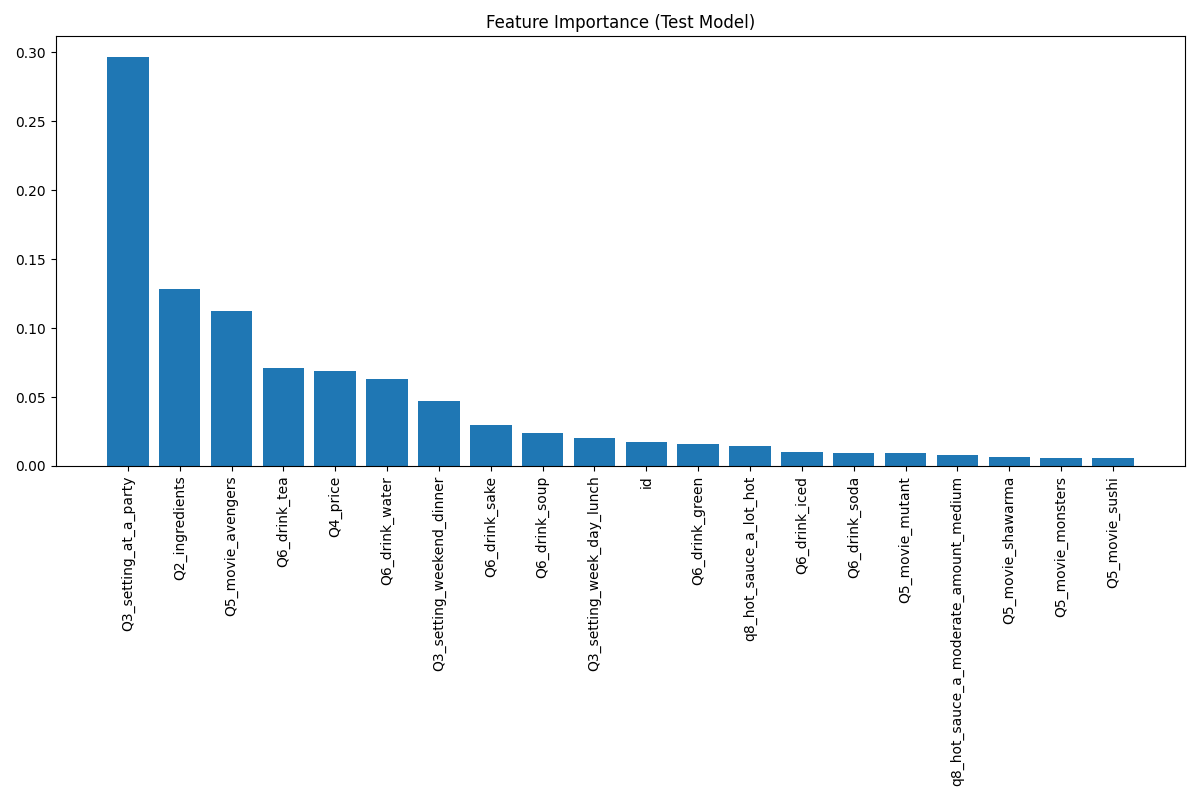 Feature Importance (Test Model)
0.30
0.25
0.20
0.15
0.10
0.05
0.00
Q3_setting_at_a_party
Q2_ingredients
Q5_movie_avengers
Q6_drink_tea
Q4_price
Q6_drink_water
Q3_setting_weekend_dinner
Q6_drink_sake
Q6_drink_soup
Q3_setting_week_day_lunch
id
Q6_drink_green
q8_hot_sauce_a_lot_hot
Q6_drink_iced
Q6_drink_soda
Q5_movie_mutant
q8_hot_sauce_a_moderate_amount_medium
Q5_movie_shawarma
Q5_movie_monsters
Q5_movie_sushi